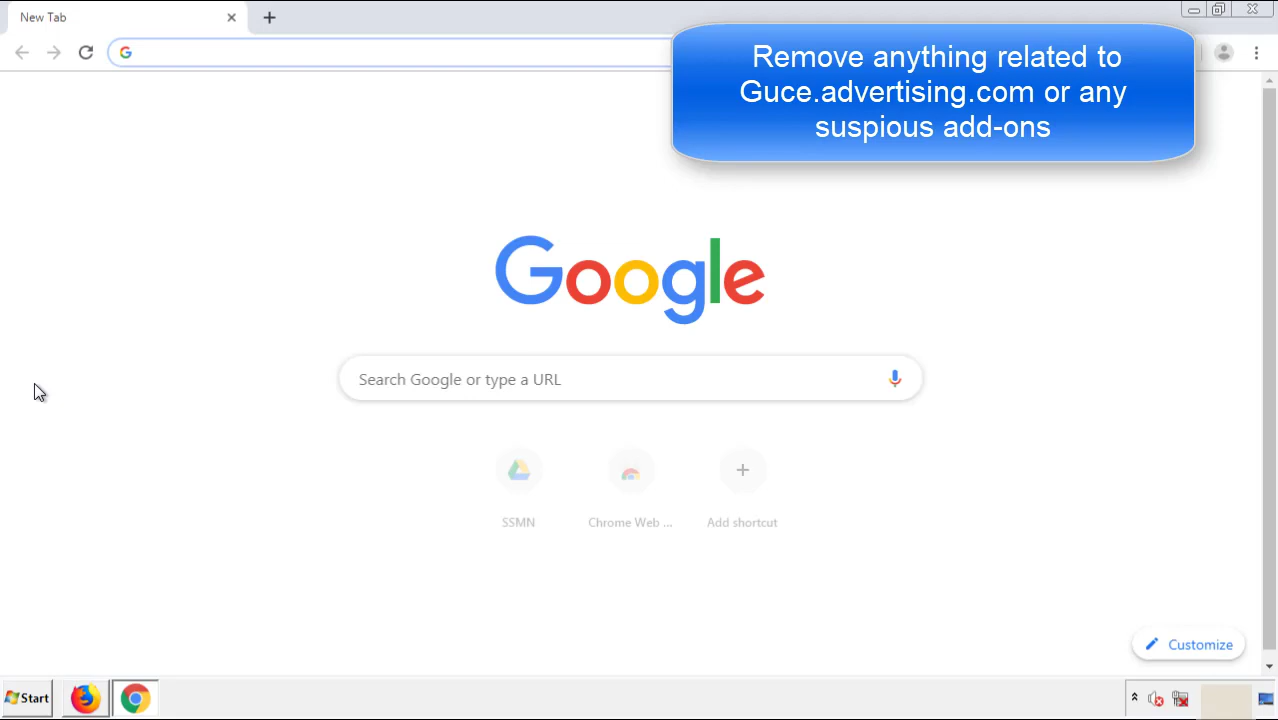 New Tab
Remove anything related to
Guce.advertising.com or any
suspious add-ons
Google
Search Google or type a URL
SSMN
Chrome Web ...
Add shortcut
Customize
Start